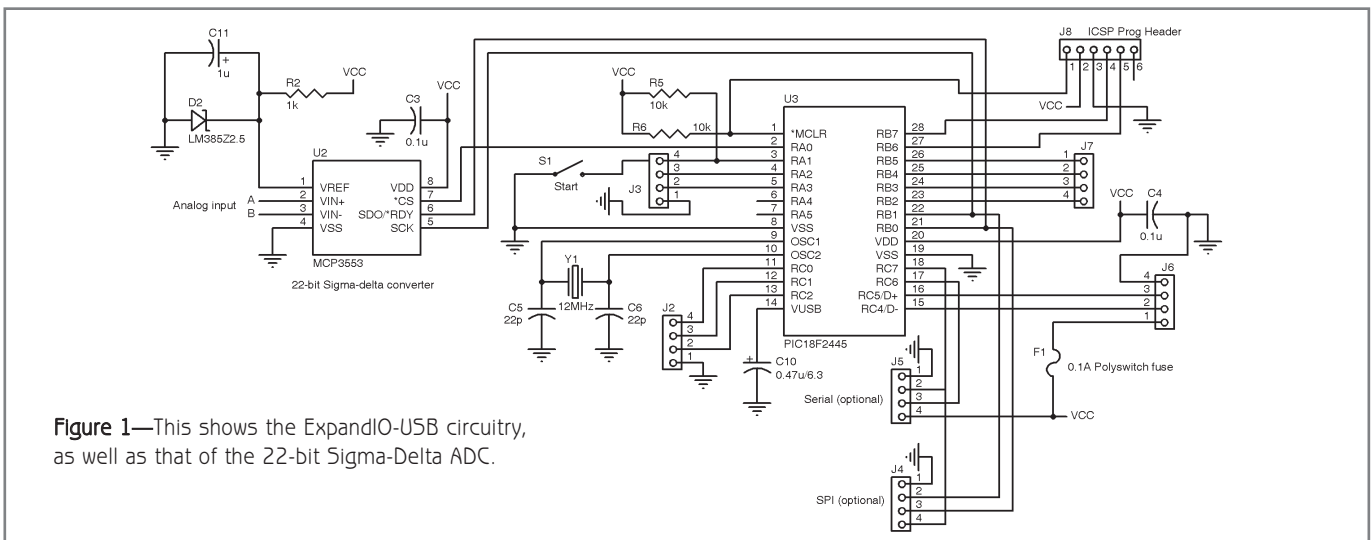 C11
+
1u
R2
1k
VCC
D2
LM385Z2.5
C3
0.1u
VCC
U2
1 VREF VDD 8
2 VIN+ *CS 7
3 VIN- SDO/*RDY 6
4 VSS SCK 5
MCP3553
Analog input
A
B
22-bit Sigma-delta converter
VCC
R5
10k
R6
10k
S1
Start
J3
4
3
2
1
U3
1 *MCLR RB7 28
2 RA0 RB6 27
3 RA1 RB5 26
4 RA2 RB4 25
5 RA3 RB3 24
6 RA4 RB2 23
7 RA5 RB1 22
8 VSS RB0 21
9 OSC1 VDD 20
10 OSC2 VSS 19
11 RC0 RC7 18
12 RC1 RC6 17
13 RC2 RC5/D+ 16
14 VUSB RC4/D- 15
PIC18F2445
Y1
12MHz
C5
22p
C6
22p
J2
4
3
2
1
+
C10
0.47u/6.3
J8 ICSP Prog Header
1 2 3 4 5 6
VCC
J7
1
2
3
4
VCC
C4
0.1u
J6
4
3
2
1
F1
0.1A Polyswitch fuse
VCC
J5
1
2
3
4
Serial (optional)
J4
1
2
3
4
SPI (optional)
Figure 1—This shows the ExpandIO-USB circuitry,
as well as that of the 22-bit Sigma-Delta ADC.